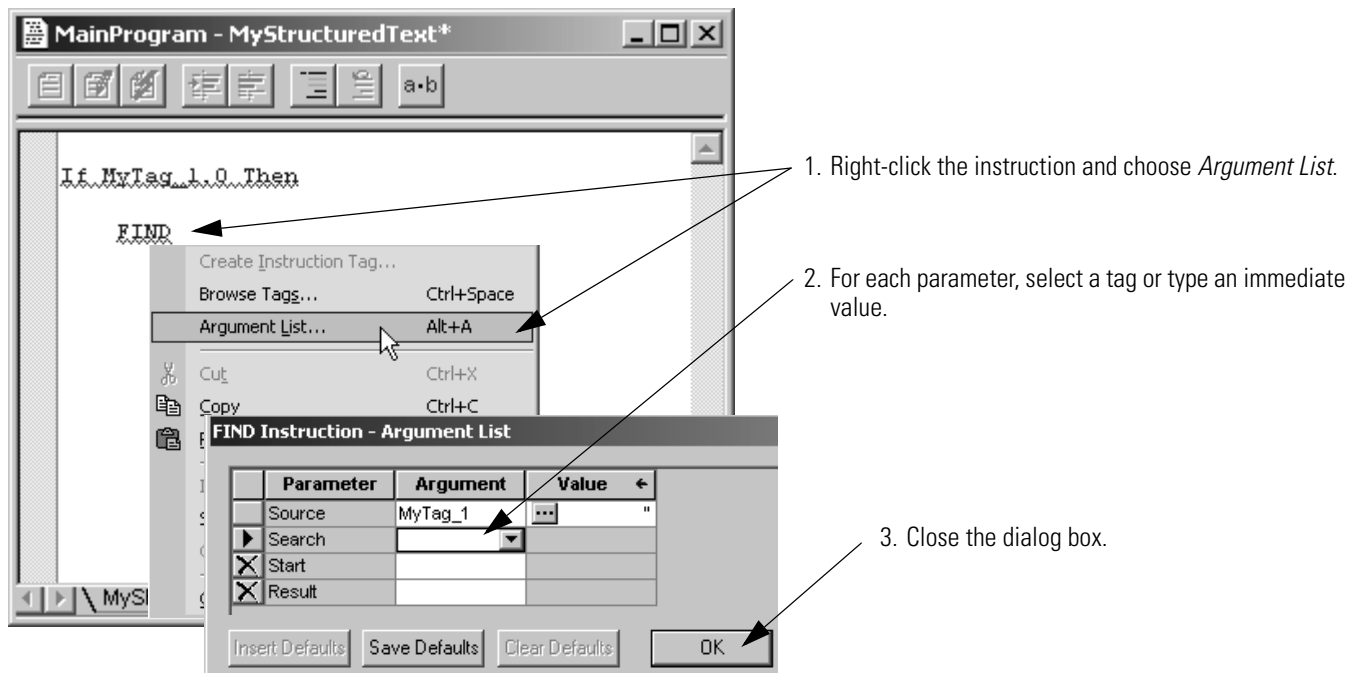 MainProgram - MyStructuredText*
a•b
If MyTag_1.0 Then
FIND
1. Right-click the instruction and choose Argument List.
2. For each parameter, select a tag or type an immediate
value.
3. Close the dialog box.
Create Instruction Tag...
Browse Tags... Ctrl+Space
Argument List... Alt+A
Cut Ctrl+X
Copy Ctrl+C
FIND Instruction - Argument List
Parameter Argument Value
Source MyTag_1 ... "
Search
Start
Result
Insert Defaults Save Defaults Clear Defaults OK